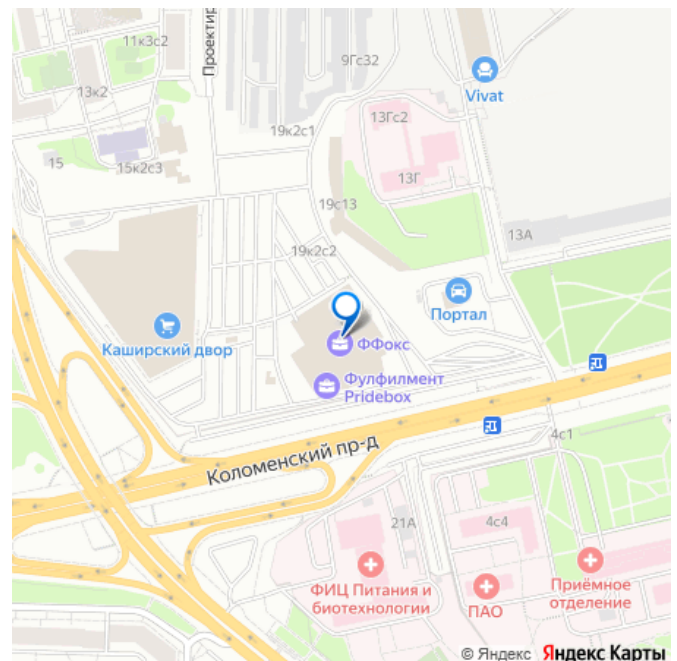 11к3с2
Проектир
9Гс32
Vivat
13к2
13Гс2
19к2с1
15
15к2с3
13Г
19с13
13А
19к2с2
Портал
Каширский двор
ФФокс
Фулфилмент
Pridebox
4с1
Коломенский пр-д
21А
4с4
ФИЦ Питания и
биотехнологии
ПАО
Приёмное
отделение
© Яндекс Яндекс Карты